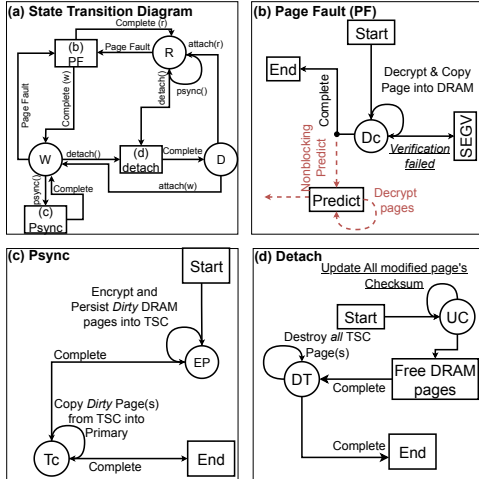 (a) State Transition Diagram
Complete (r)
(b)
PF
Page Fault
R
attach(r)
psync()
Page Fault
Complete (w)
detach()
W
detach()
(d)
detach
Complete
D
attach(w)
psync()
Complete
(c)
Psync
(b) Page Fault (PF)
Start
End
Decrypt & Copy
Page into DRAM
Complete
Dc
SEGV
Verification
failed
Nonblocking
Predict
Predict
Decrypt
pages
(c) Psync
Start
Encrypt and
Persist Dirty DRAM
pages into TSC
EP
Complete
Copy Dirty Page(s)
from TSC into
Primary
Tc
Complete
End
(d) Detach
Update All modified page's
Checksum
Start
UC
Destroy all TSC
Page(s)
DT
Complete
Free DRAM
pages
Complete
End